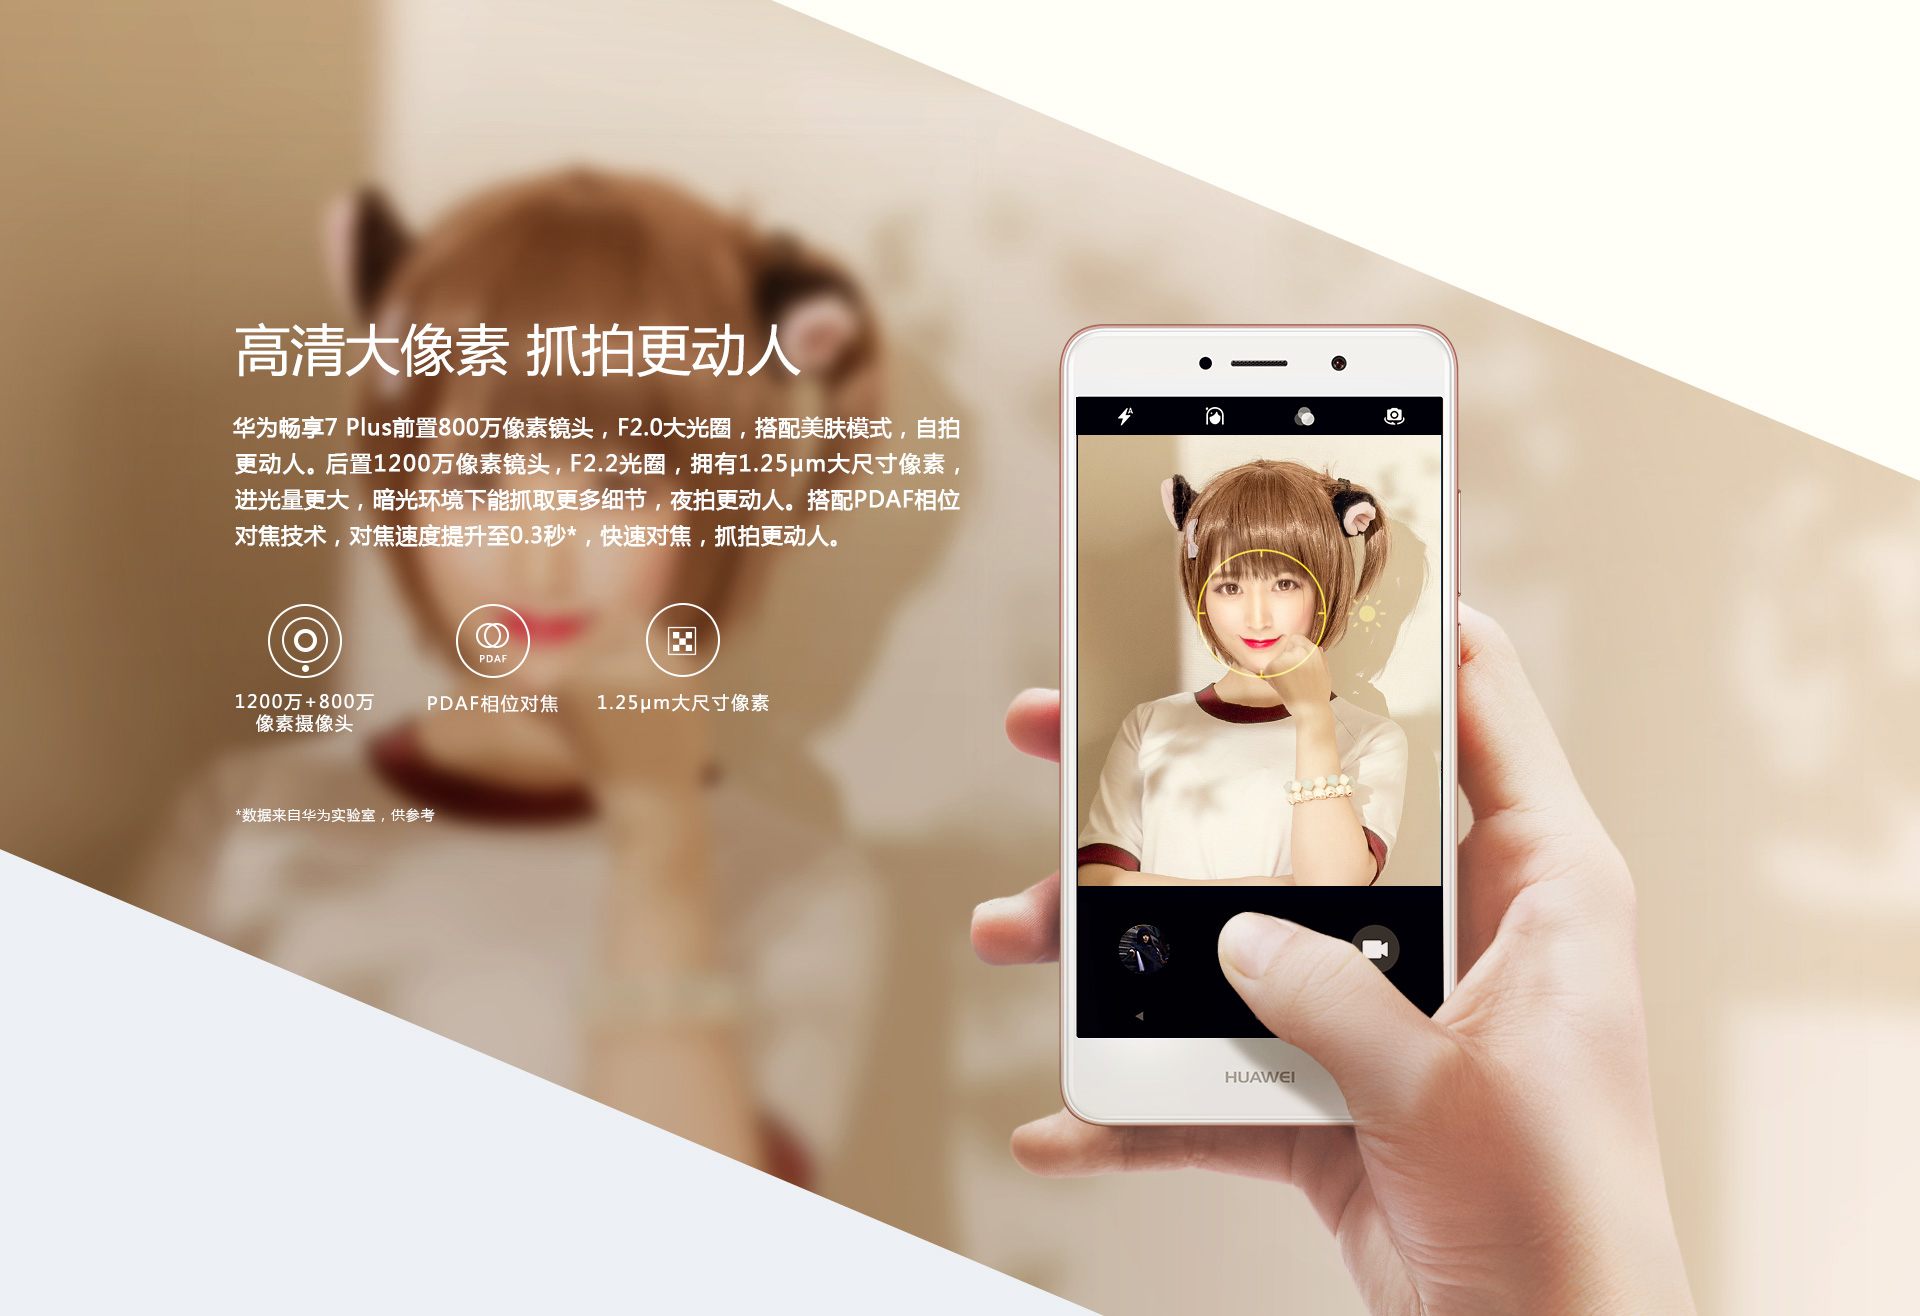 高清大像素 抓拍更动人
华为畅享7 Plus前置800万像素镜头，F2.0大光圈，搭配美肤模式，自拍
更动人。后置1200万像素镜头，F2.2光圈，拥有1.25μm大尺寸像素，
进光量更大，暗光环境下能抓取更多细节，夜拍更动人。搭配PDAF相位
对焦技术，对焦速度提升至0.3秒*，快速对焦，抓拍更动人。
PDAF
1200万+800万
像素摄像头
PDAF相位对焦
1.25μm大尺寸像素
*数据来自华为实验室，供参考
A
HUAWEI